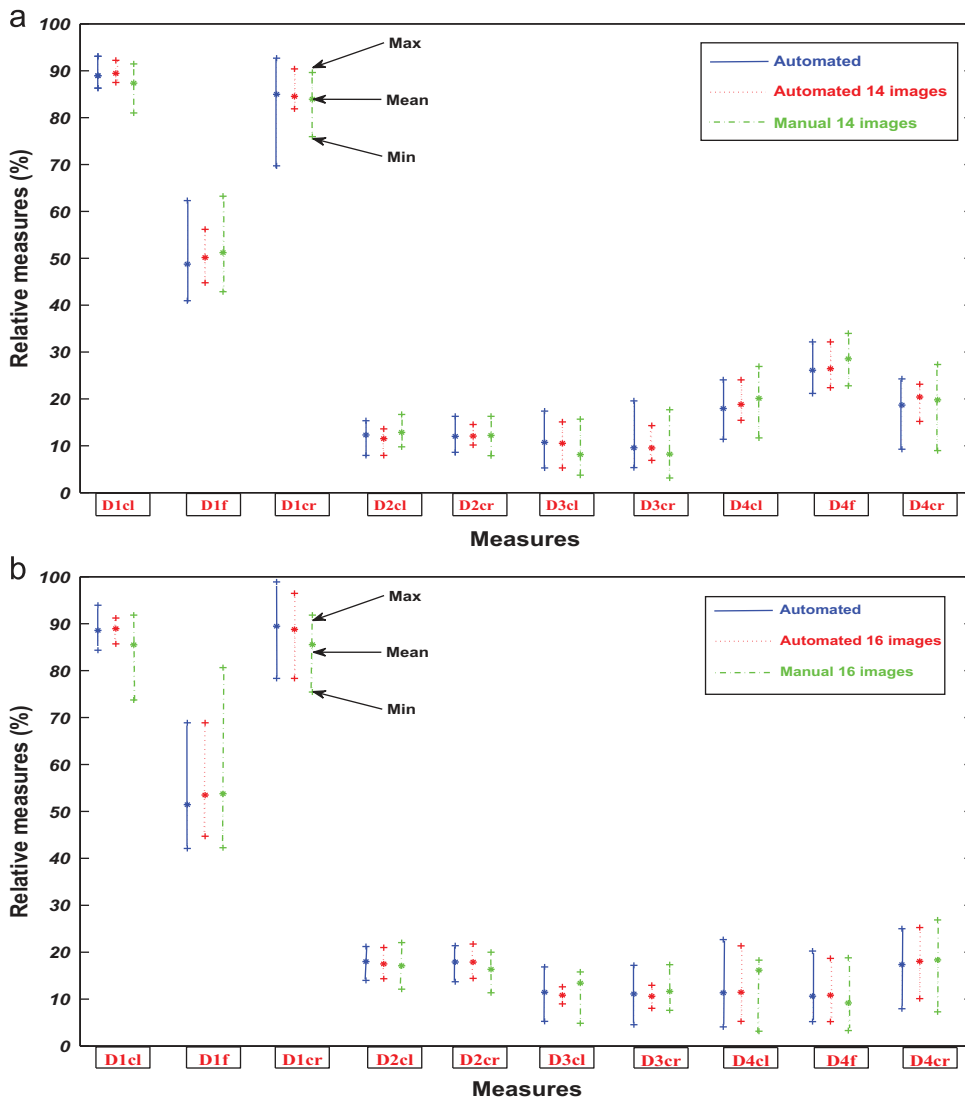 a
100
90
80
70
60
50
40
30
20
10
0
Relative measures (%)
Max
Mean
Min
Automated
Automated 14 images
Manual 14 images
D1cl D1f D1cr D2cl D2cr D3cl D3cr D4cl D4f D4cr
Measures
b
100
90
80
70
60
50
40
30
20
10
0
Relative measures (%)
Max
Mean
Min
Automated
Automated 16 images
Manual 16 images
D1cl D1f D1cr D2cl D2cr D3cl D3cr D4cl D4f D4cr
Measures